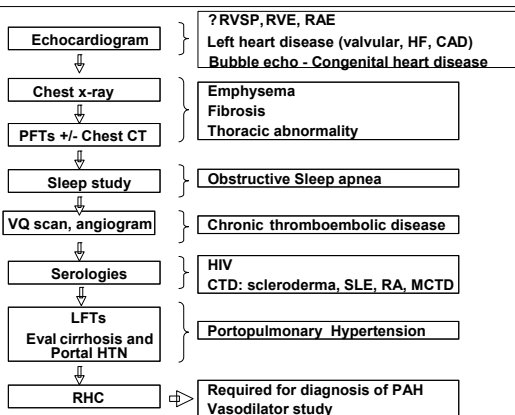 Echocardiogram
?RVSP, RVE, RAE
Left heart disease (valvular, HF, CAD)
Bubble echo - Congenital heart disease
Chest x-ray
PFTs +/- Chest CT
Emphysema
Fibrosis
Thoracic abnormality
Sleep study
Obstructive Sleep apnea
VQ scan, angiogram
Chronic thromboembolic disease
Serologies
HIV
CTD: scleroderma, SLE, RA, MCTD
LFTs
Eval cirrhosis and
Portal HTN
Portopulmonary Hypertension
RHC
Required for diagnosis of PAH
Vasodilator study